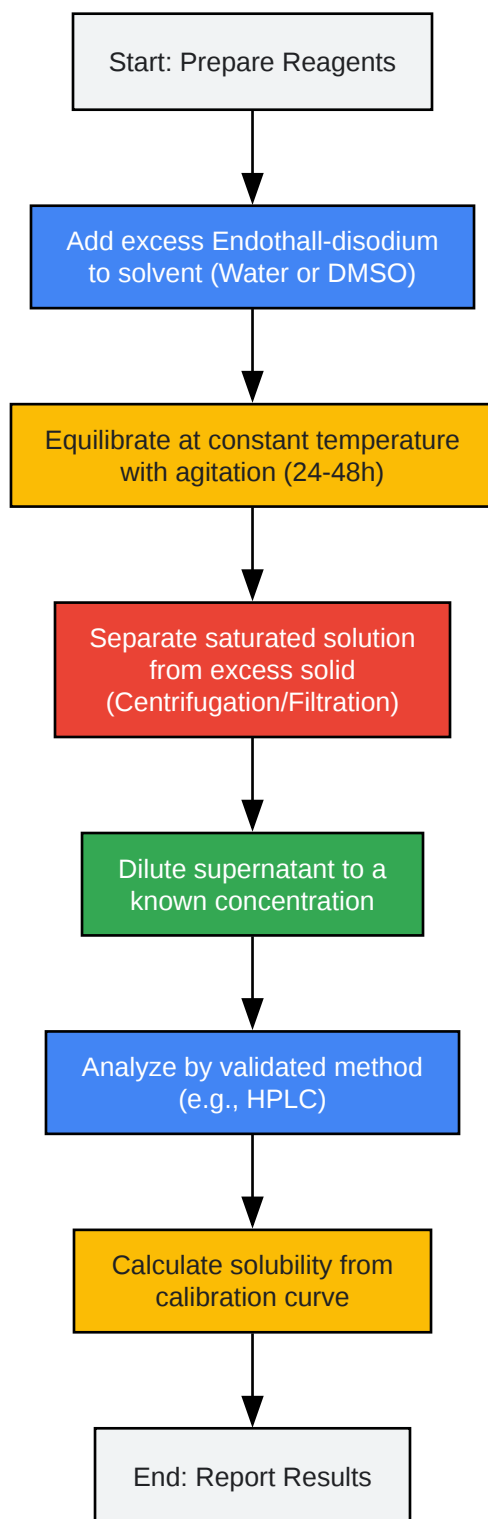 Start: Prepare Reagents
Add excess Endothall-disodium
to solvent (Water or DMSO)
Equilibrate at constant temperature
with agitation (24-48h)
Separate saturated solution
from excess solid
(Centrifugation/Filtration)
Dilute supernatant to a
known concentration
Analyze by validated method
(e.g., HPLC)
Calculate solubility from
calibration curve
End: Report Results